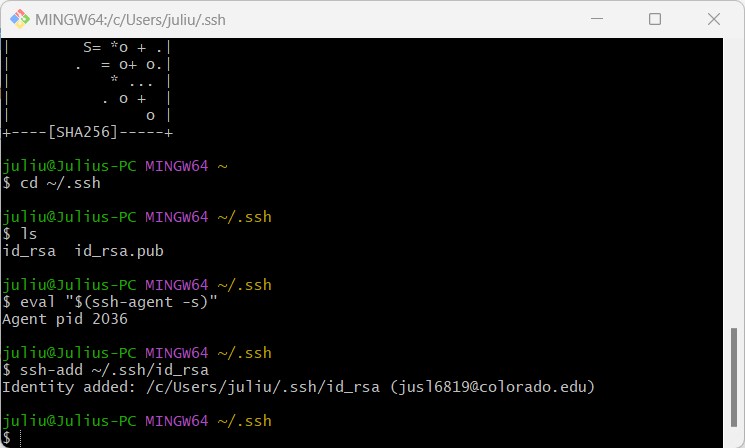 MINGW64:/c/Users/juliu/.ssh
|        S= *o + .|
|       .  = o+ o.|
|           * ... |
|          . o +  |
|               o |
+----[SHA256]-----+
juliu@Julius-PC MINGW64 ~
$ cd ~/.ssh
juliu@Julius-PC MINGW64 ~/.ssh
$ ls
id_rsa  id_rsa.pub
juliu@Julius-PC MINGW64 ~/.ssh
$ eval "$(ssh-agent -s)"
Agent pid 2036
juliu@Julius-PC MINGW64 ~/.ssh
$ ssh-add ~/.ssh/id_rsa
Identity added: /c/Users/juliu/.ssh/id_rsa (jusl6819@colorado.edu)
juliu@Julius-PC MINGW64 ~/.ssh
$